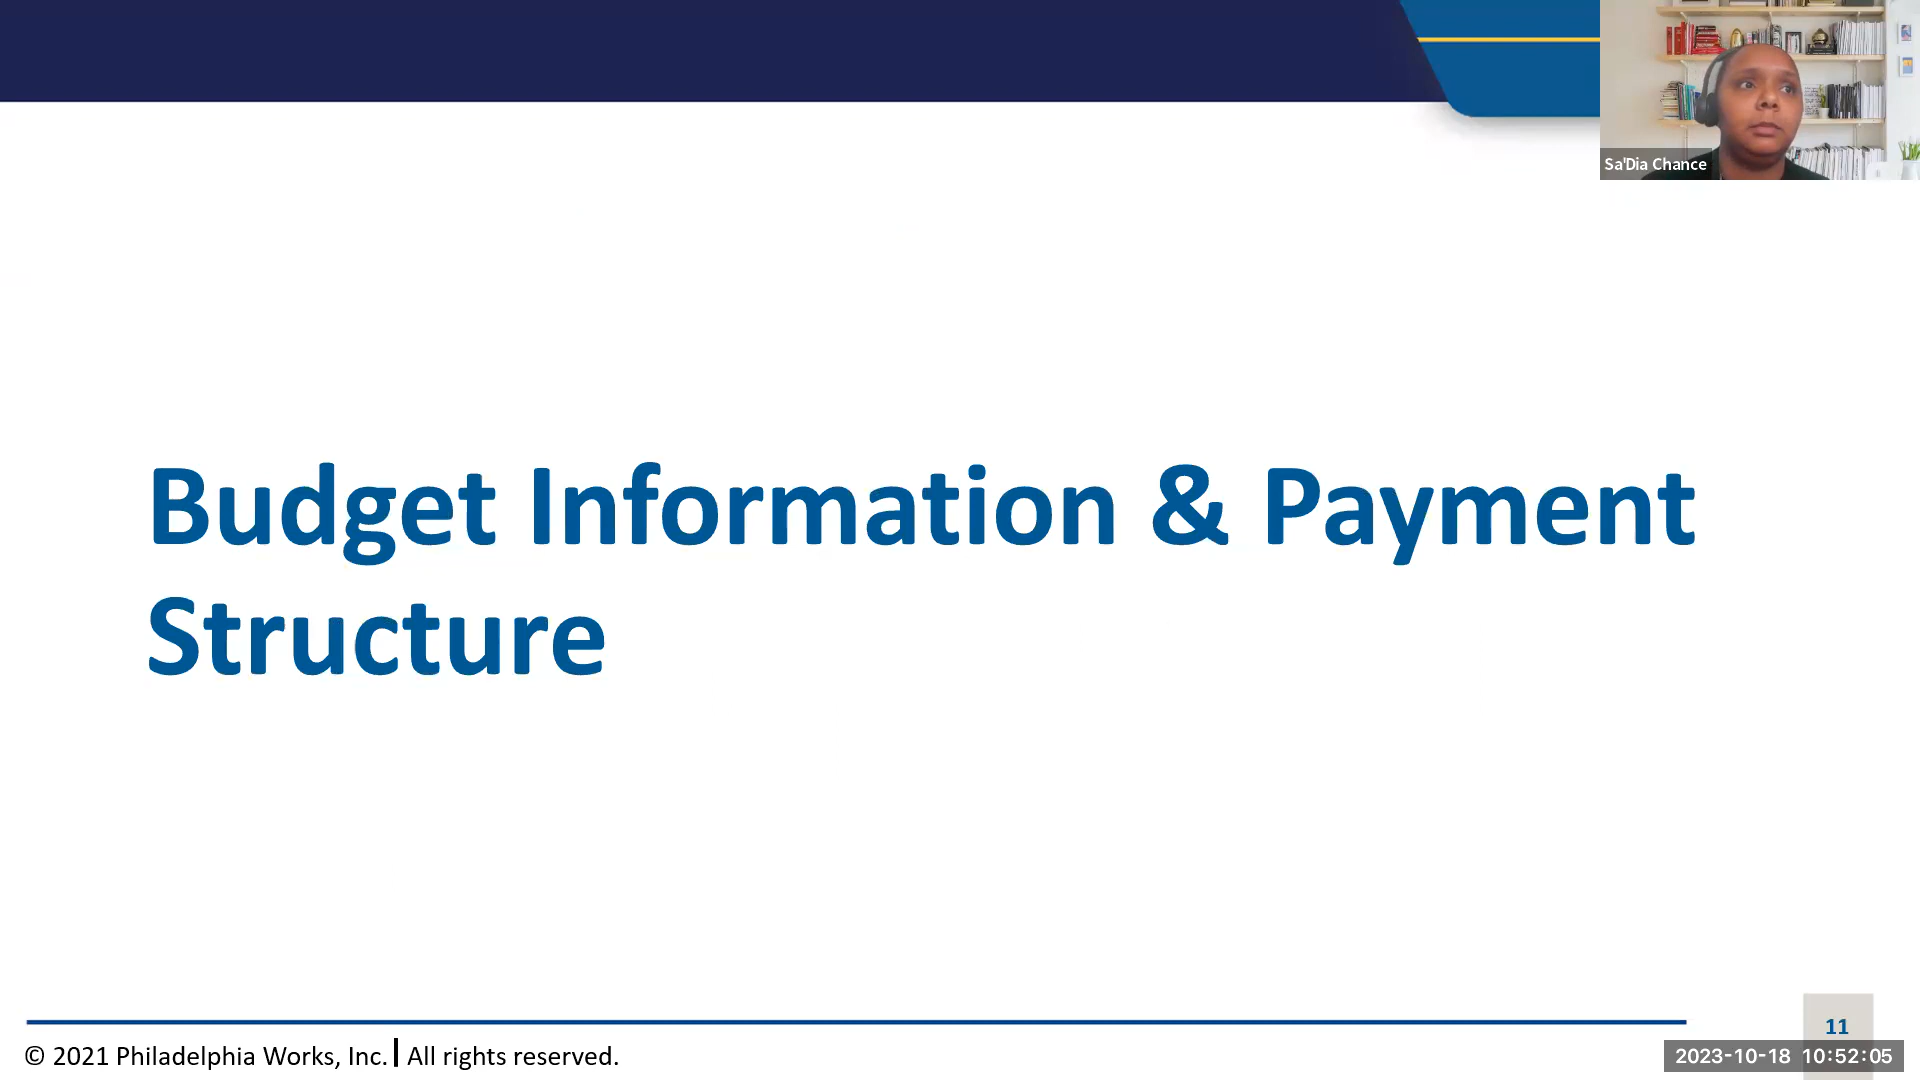 Sa'Dia Chance
Budget Information & Payment
Structure
11
© 2021 Philadelphia Works, Inc. | All rights reserved.
2023-10-18 10:52:05